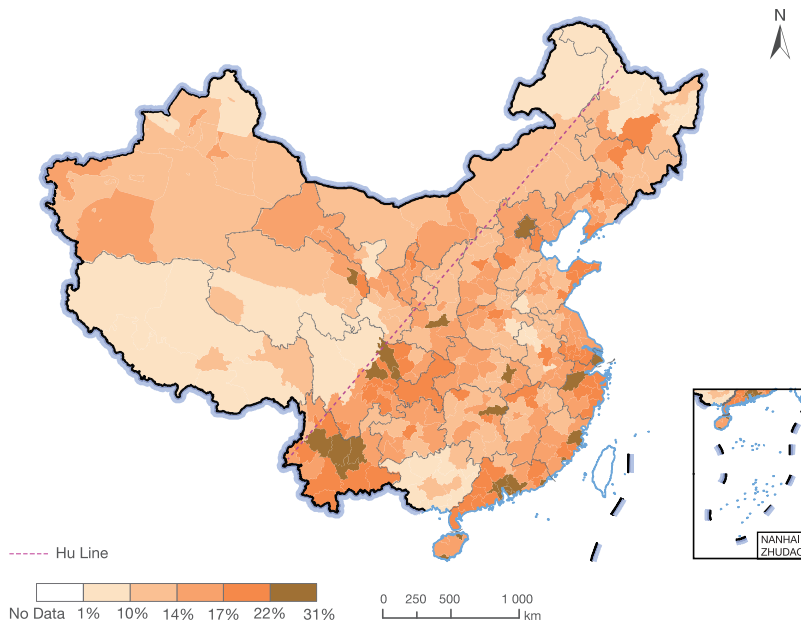 N
NANHAI
ZHUDAO
Hu Line
No Data 1% 10% 14% 17% 22% 31%
0 250 500 1 000
km